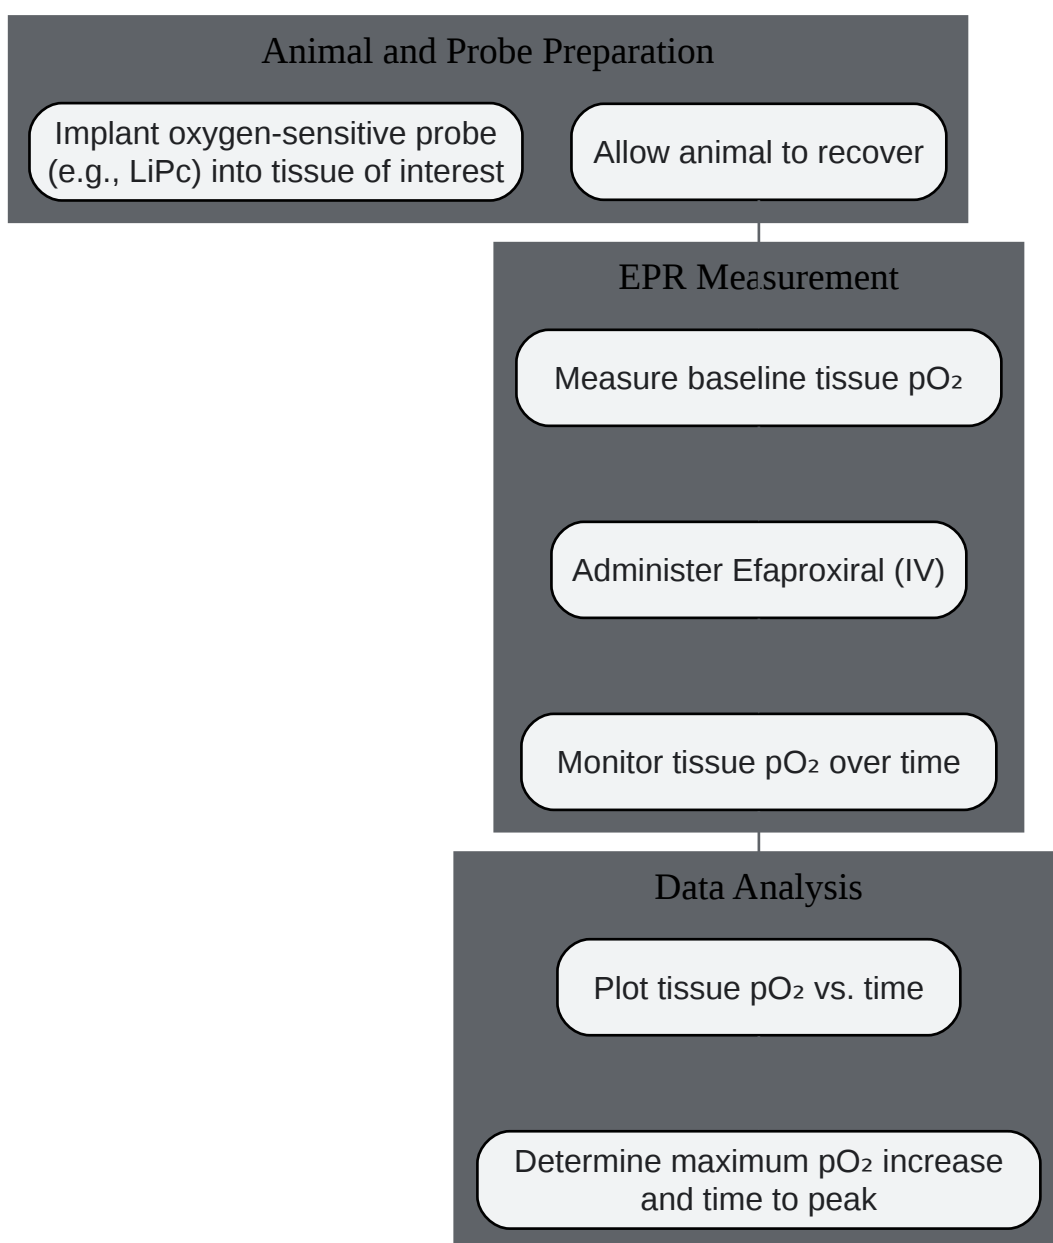 Animal and Probe Preparation
Implant oxygen-sensitive probe
(e.g., LiPc) into tissue of interest
Allow animal to recover
EPR Measurement
Measure baseline tissue pO₂
Administer Efaproxiral (IV)
Monitor tissue pO₂ over time
Data Analysis
Plot tissue pO₂ vs. time
Determine maximum pO₂ increase
and time to peak